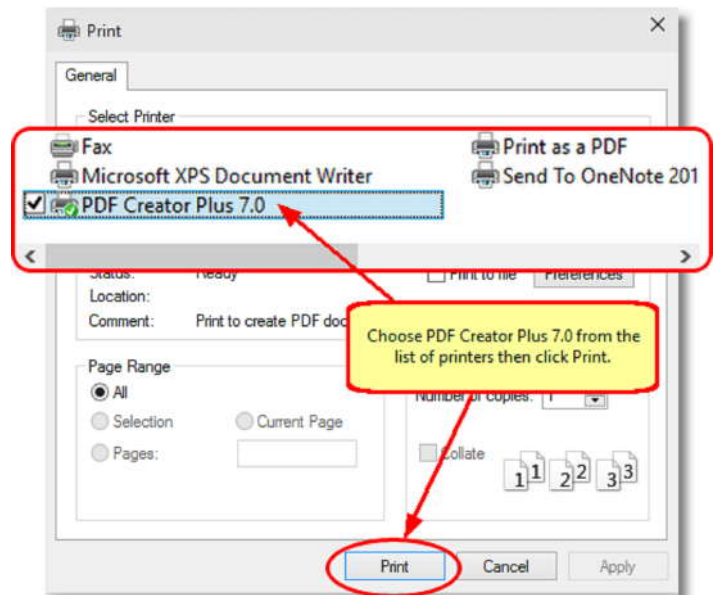 Print
General
Select Printer
Fax
Print as a PDF
Microsoft XPS Document Writer
Send To OneNote 201
PDF Creator Plus 7.0
Status: Ready
Print to file
Preferences
Location:
Comment: Print to create PDF doc
Choose PDF Creator Plus 7.0 from the
list of printers then click Print.
Page Range
All
Number of copies: 1
Selection
Current Page
Pages:
Collate
1 1 2 2 3 3
Print
Cancel
Apply